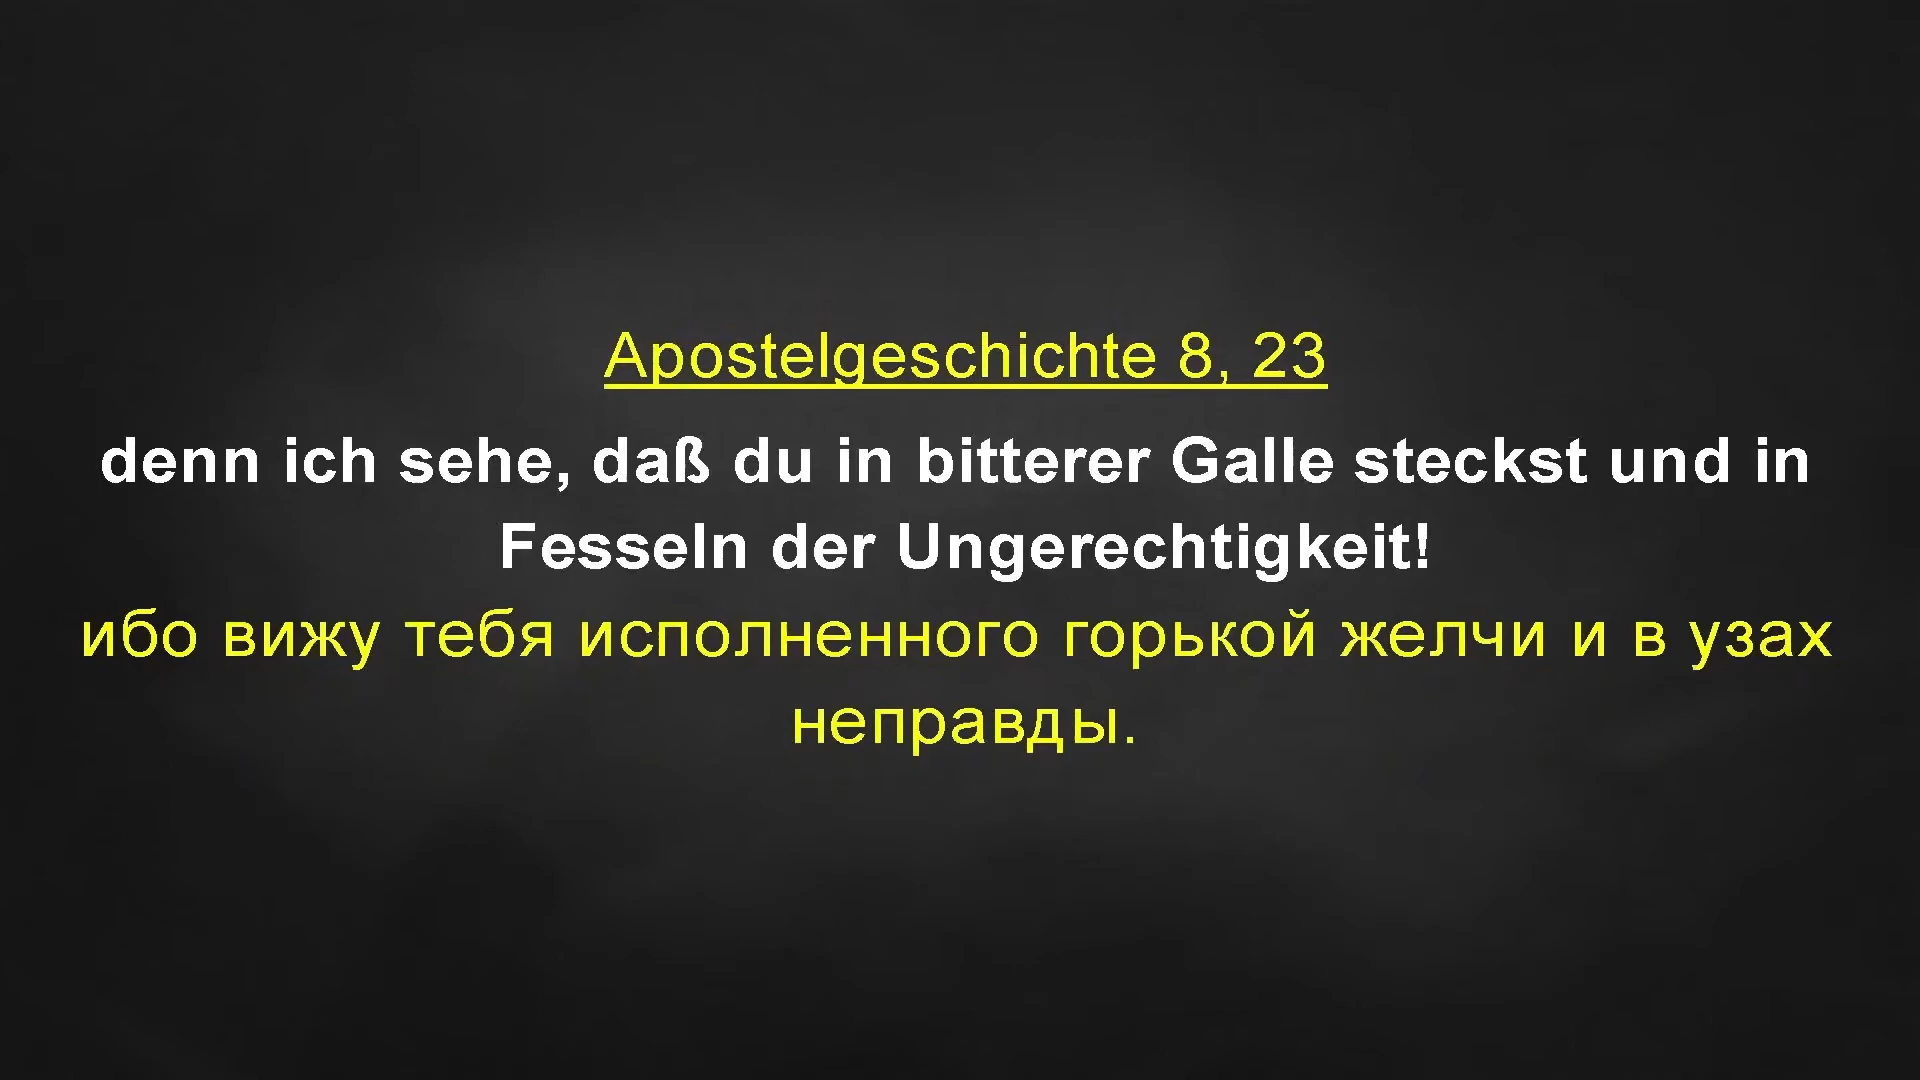 Apostelgeschichte 8, 23
denn ich sehe, daß du in bitterer Galle steckst und in
Fesseln der Ungerechtigkeit!
ибо вижу тебя исполненного горькой желчи и в узах
неправды.